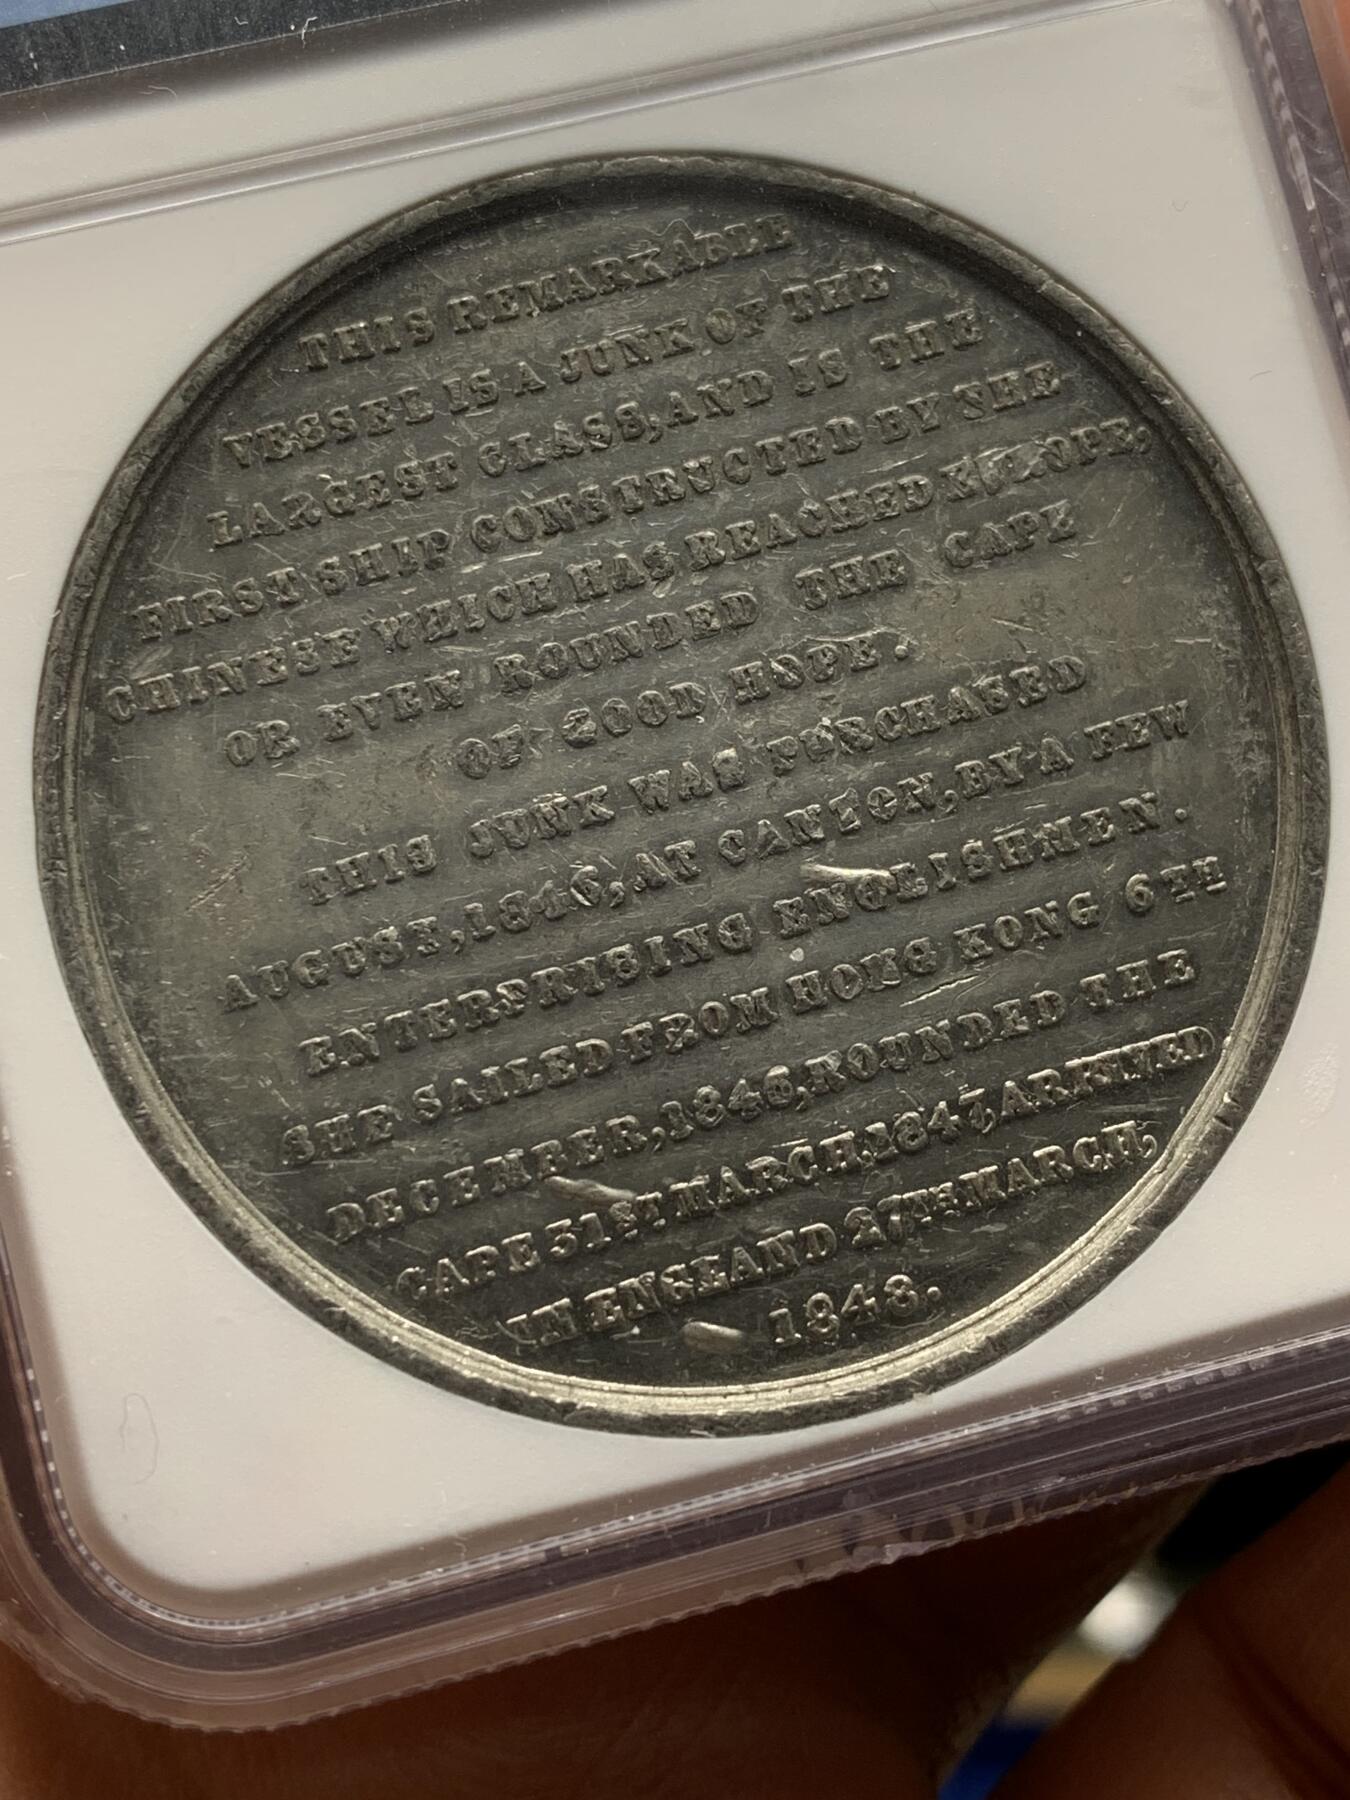 THIS REMARKABLE
VESSEL IS A JUNK OF THE
LARGEST CLASS, AND IS THE
FIRST SHIP CONSTRUCTED BY THE
CHINESE WHICH HAS REACHED EUROPE,
OR EVEN ROUNDED THE CAPE
OF GOOD HOPE.
THIS JUNK WAS PURCHASED
AUGUST, 1846, AT CANTON, BY A FEW
ENTERPRISING ENGLISHMEN.
SHE SAILED FROM HONG KONG 6TH
DECEMBER, 1846, ROUNDED THE
CAPE 31ST MARCH, 1847, ARRIVED
IN ENGLAND 27TH MARCH,
1848.